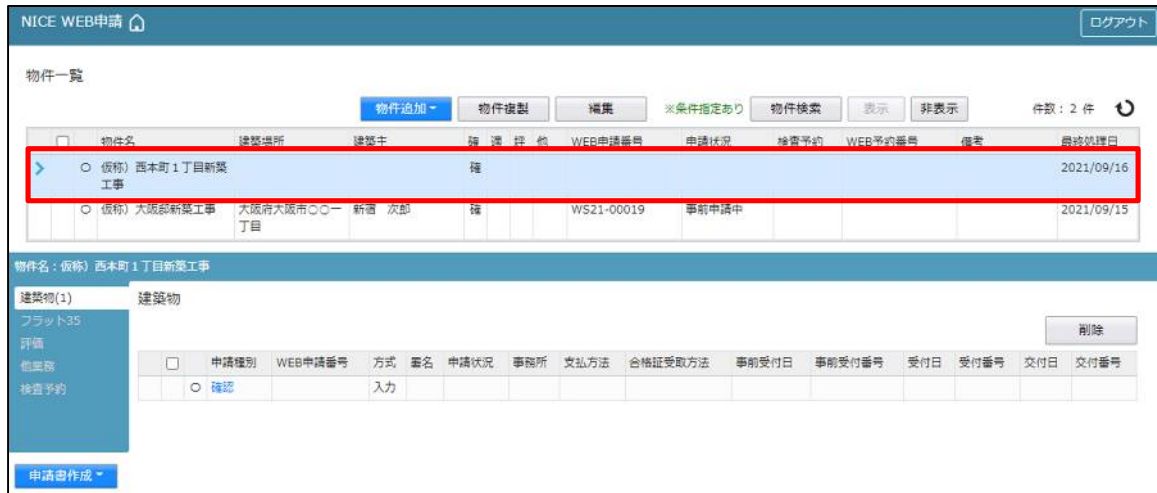 NICE WEB申請
ログアウト
物件一覧
物件追加 物件複製 編集 ※条件指定あり 物件検索 表示 非表示 件数：2 件
物件名 建築場所 建築主 確 適 評 他 WEB申請番号 申請状況 検査予約 WEB予約番号 備考 最終処理日
○ 仮称）西本町１丁目新築 確 2021/09/16
工事
○ 仮称）大阪邸新築工事 大阪府大阪市○○一 新宿 次郎 確 WS21-00019 事前申請中 2021/09/15
丁目
物件名：仮称）西本町１丁目新築工事
建築物(1) 建築物
フラット35
削除
評価
他業務
検査予約
申請種別 WEB申請番号 方式 署名 申請状況 事務所 支払方法 合格証受取方法 事前受付日 事前受付番号 受付日 受付番号 交付日 交付番号
○ 確認 入力
申請書作成